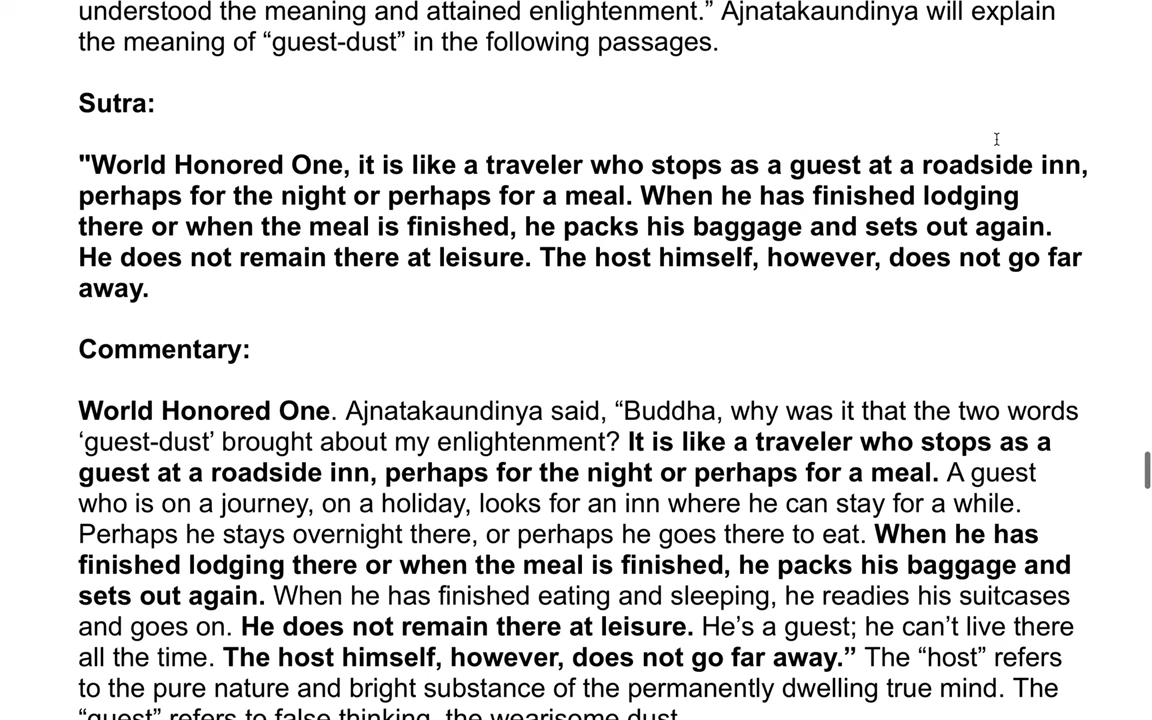 understood the meaning and attained enlightenment.” Ajnatakaundinya will explain
the meaning of “guest-dust” in the following passages.
Sutra:
"World Honored One, it is like a traveler who stops as a guest at a roadside inn,
perhaps for the night or perhaps for a meal. When he has finished lodging
there or when the meal is finished, he packs his baggage and sets out again.
He does not remain there at leisure. The host himself, however, does not go far
away.
Commentary:
World Honored One. Ajnatakaundinya said, “Buddha, why was it that the two words
‘guest-dust’ brought about my enlightenment? It is like a traveler who stops as a
guest at a roadside inn, perhaps for the night or perhaps for a meal. A guest
who is on a journey, on a holiday, looks for an inn where he can stay for a while.
Perhaps he stays overnight there, or perhaps he goes there to eat. When he has
finished lodging there or when the meal is finished, he packs his baggage and
sets out again. When he has finished eating and sleeping, he readies his suitcases
and goes on. He does not remain there at leisure. He’s a guest; he can’t live there
all the time. The host himself, however, does not go far away.” The “host” refers
to the pure nature and bright substance of the permanently dwelling true mind. The
“guest” refers to false thinking, the wearisome dust.